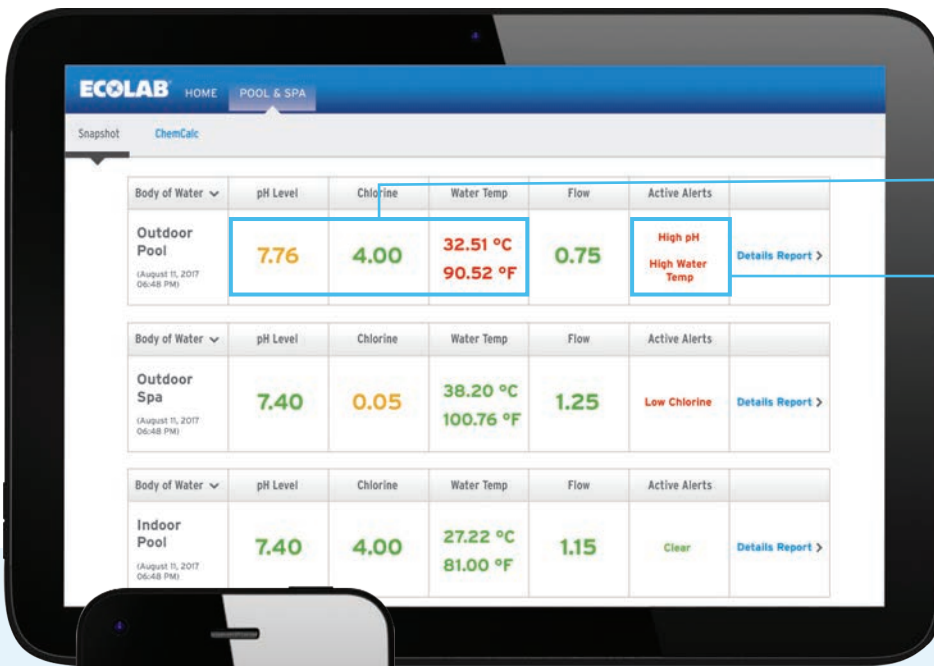 ECOLAB HOME POOL & SPA
Snapshot ChemCalc
Body of Water pH Level Chlorine Water Temp Flow Active Alerts
Outdoor
Pool
(August 11, 2017
06:48 PM)
7.76
4.00
32.51 °C
90.52 °F
0.75
High pH
High Water
Temp
Details Report >
Body of Water pH Level Chlorine Water Temp Flow Active Alerts
Outdoor
Spa
(August 11, 2017
06:48 PM)
7.40
0.05
38.20 °C
100.76 °F
1.25
Low Chlorine
Details Report >
Body of Water pH Level Chlorine Water Temp Flow Active Alerts
Indoor
Pool
(August 11, 2017
06:48 PM)
7.40
4.00
27.22 °C
81.00 °F
1.15
Clear
Details Report >